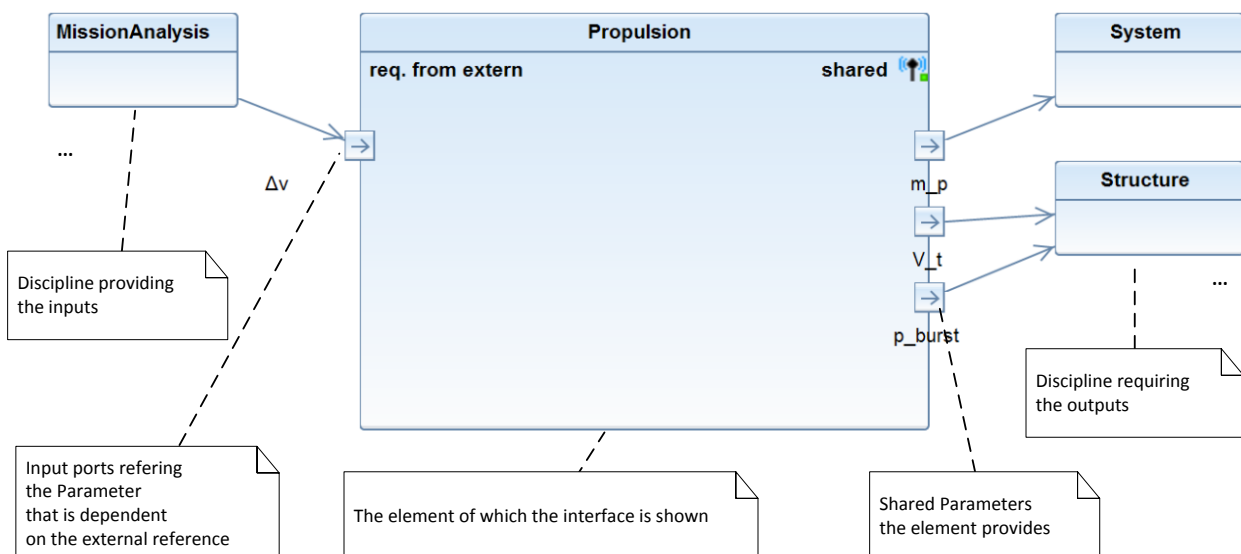 MissionAnalysis
Propulsion
System
req. from extern
shared
...
Δv
m_p
Structure
V_t
...
p_burst
Discipline providing
the inputs
Discipline requiring
the outputs
Input ports refering
the Parameter
that is dependent
on the external reference
The element of which the interface is shown
Shared Parameters
the element provides